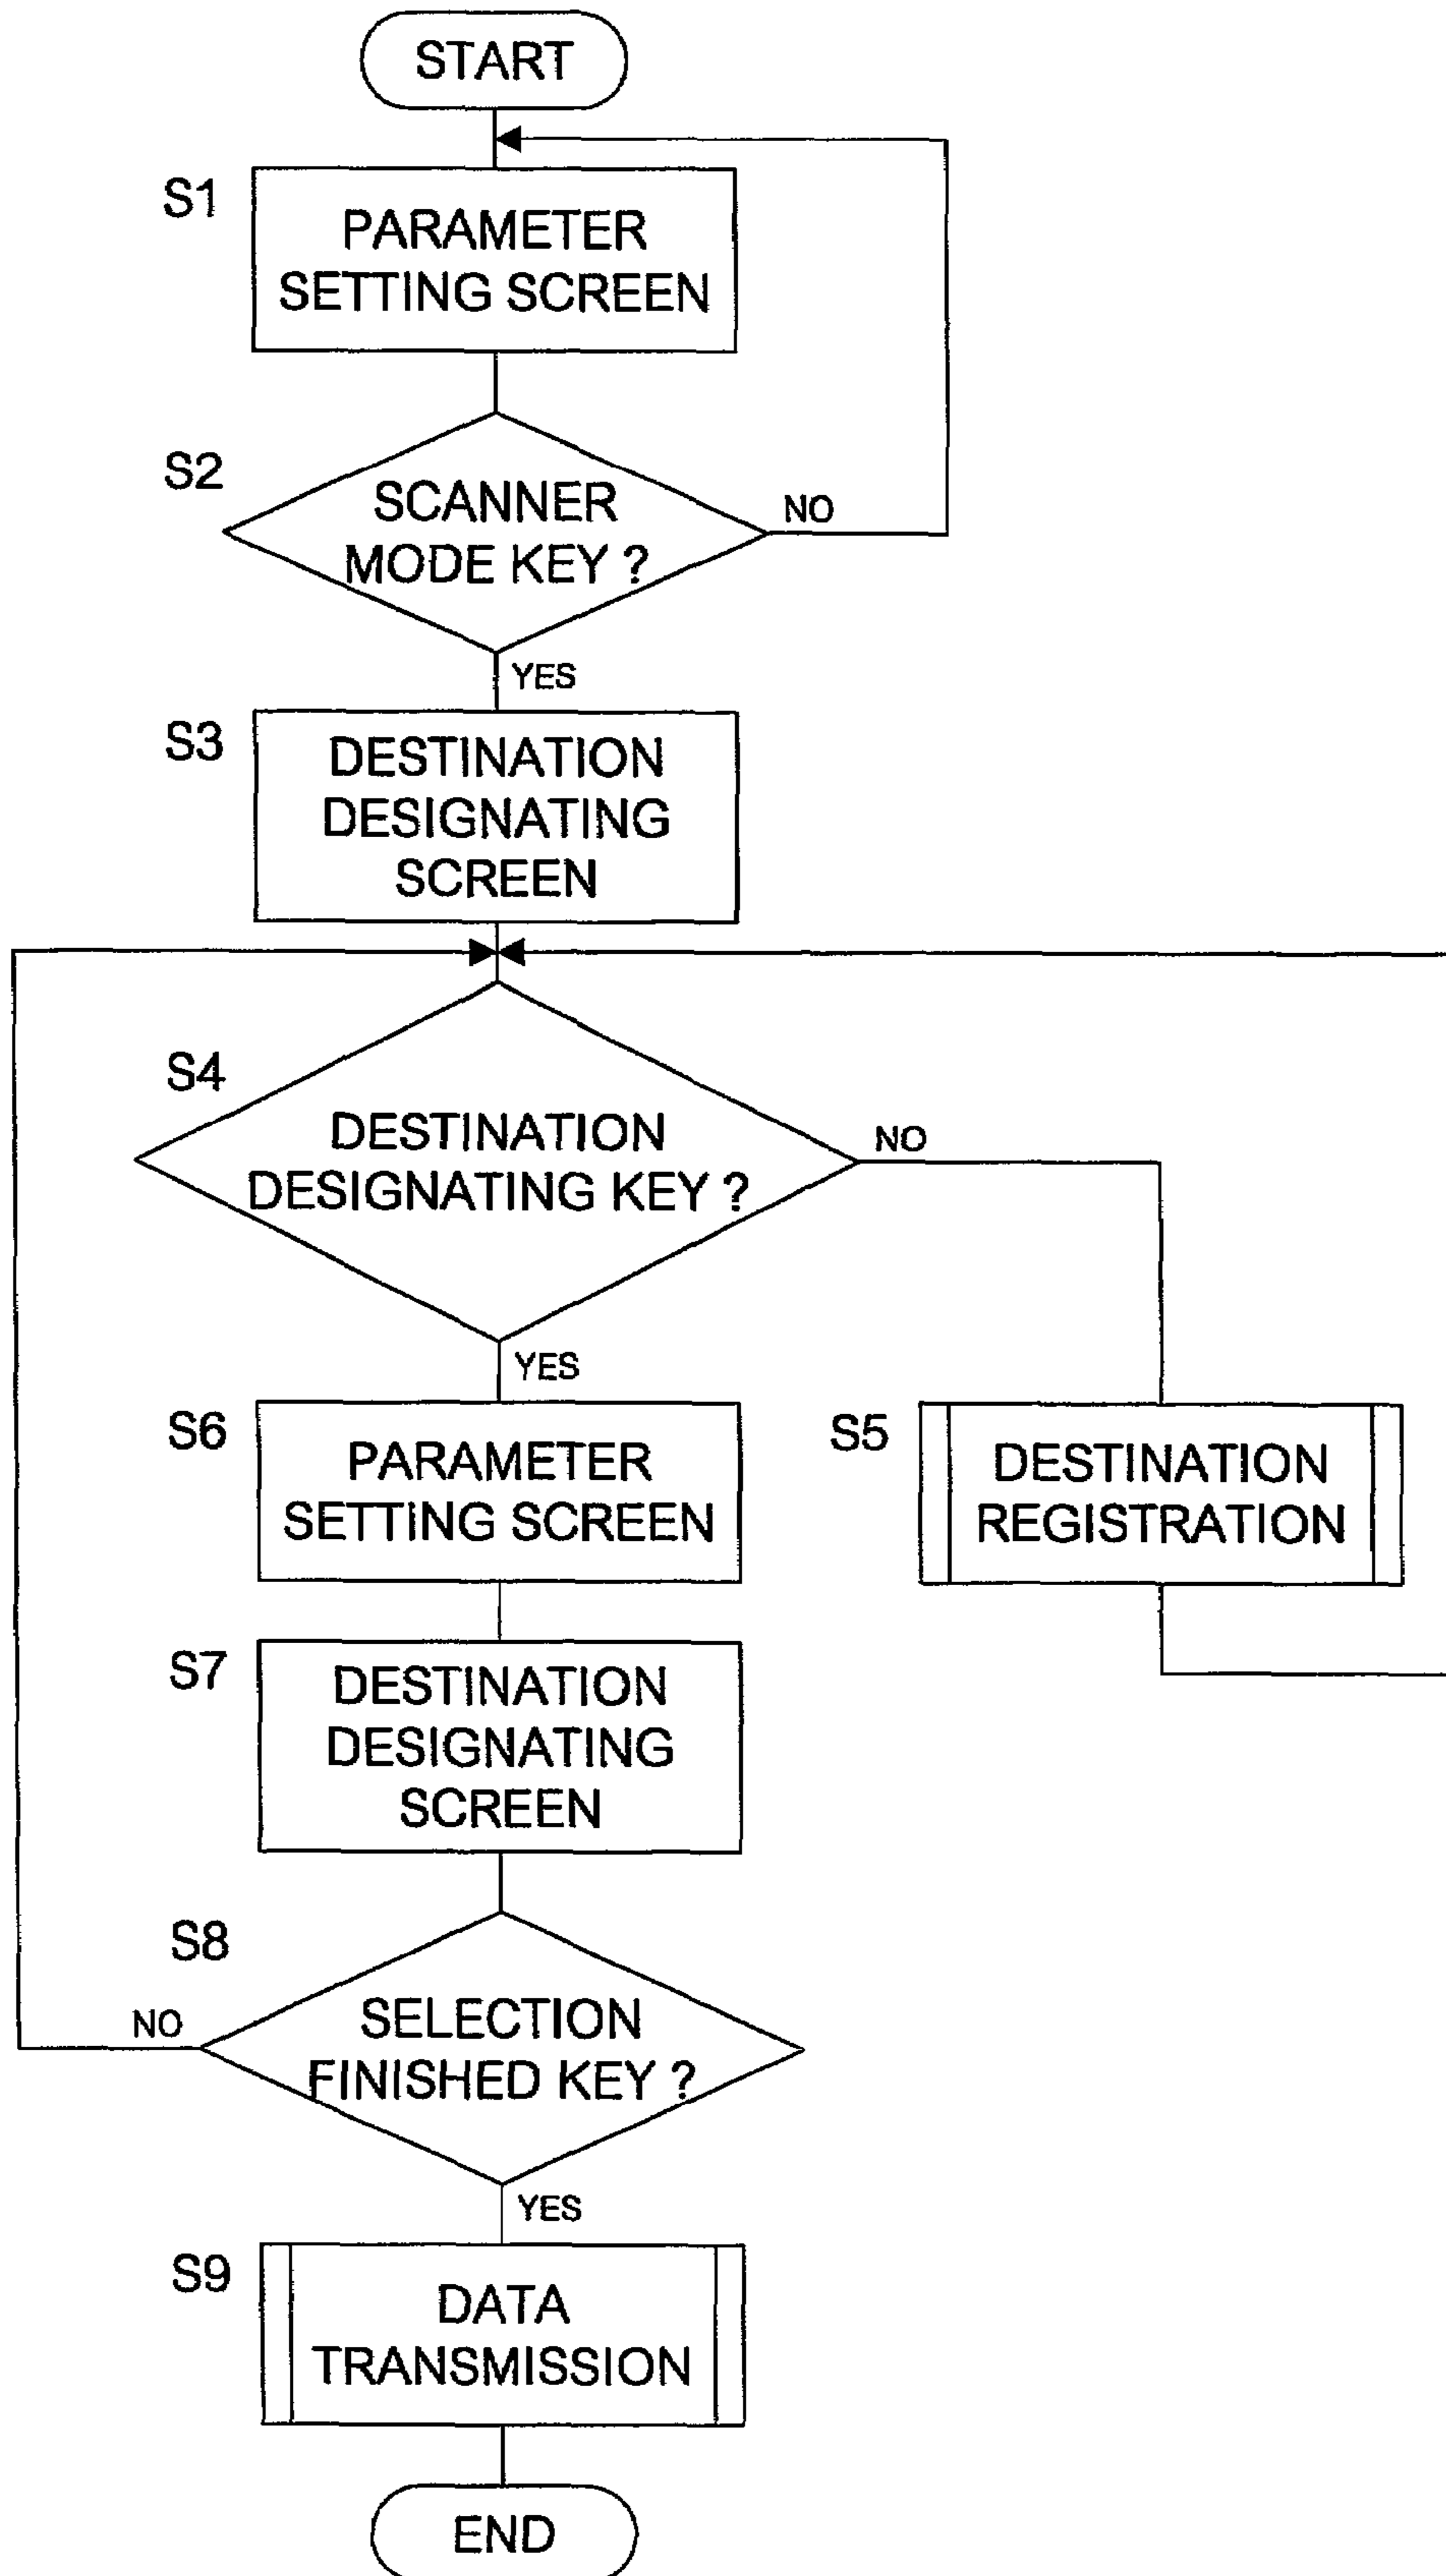 START
S1
PARAMETER
SETTING SCREEN
S2
SCANNER
MODE KEY ?
NO
YES
S3
DESTINATION
DESIGNATING
SCREEN
S4
DESTINATION
DESIGNATING KEY ?
NO
YES
S6
PARAMETER
SETTING SCREEN
S5
DESTINATION
REGISTRATION
S7
DESTINATION
DESIGNATING
SCREEN
S8
SELECTION
FINISHED KEY ?
NO
YES
S9
DATA
TRANSMISSION
END